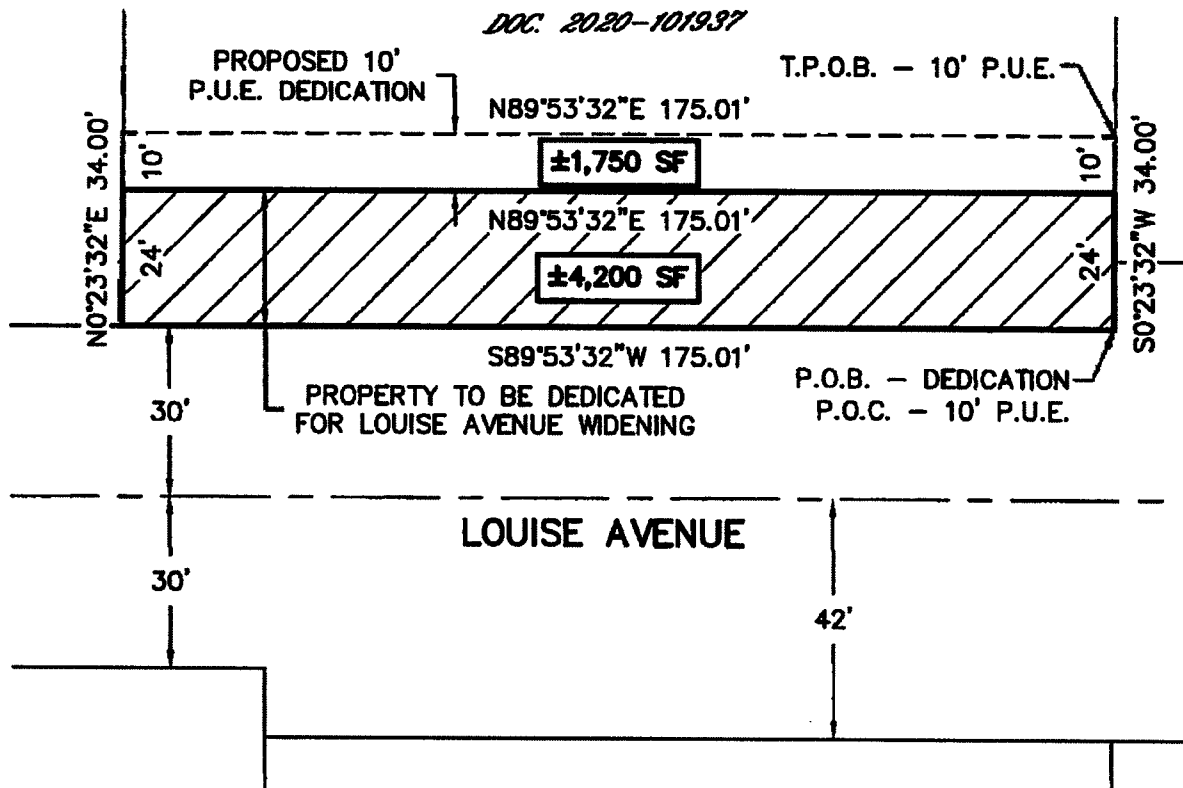 DOC. 2020-101937
PROPOSED 10'
P.U.E. DEDICATION
T.P.O.B. - 10' P.U.E.
N89°53'32"E 175.01'
N0°23'32"E 34.00'
10'
±1,750 SF
10'
S0°23'32"W 34.00'
N89°53'32"E 175.01'
24'
±4,200 SF
24'
S89°53'32"W 175.01'
P.O.B. - DEDICATION
P.O.C. - 10' P.U.E.
PROPERTY TO BE DEDICATED
FOR LOUISE AVENUE WIDENING
30'
LOUISE AVENUE
30'
42'